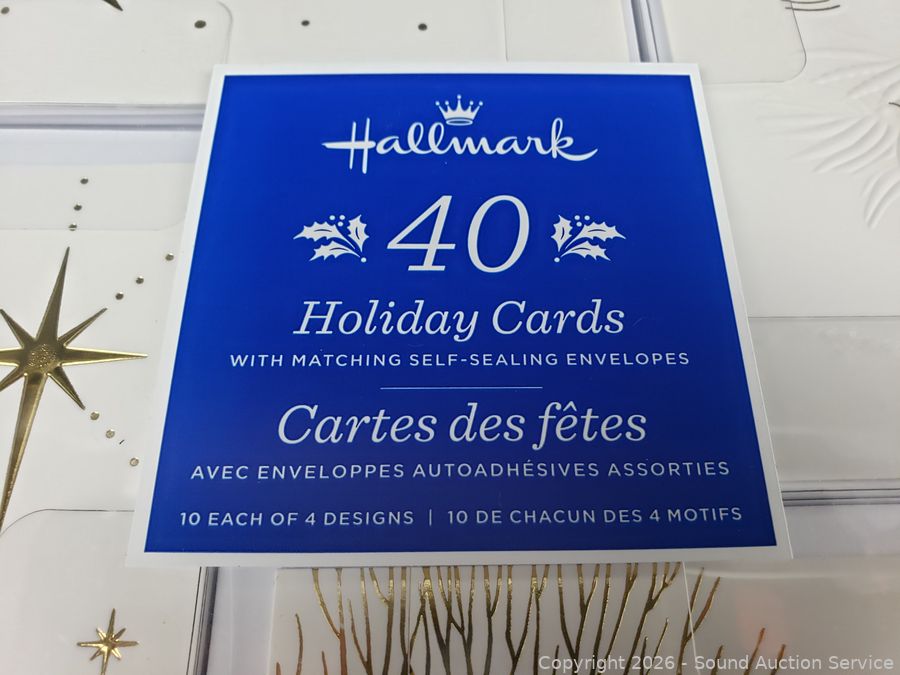 Hallmark
40
Holiday Cards
WITH MATCHING SELF-SEALING ENVELOPES
Cartes des fêtes
AVEC ENVELOPPES AUTOADHÉSIVES ASSORTIES
10 EACH OF 4 DESIGNS | 10 DE CHACUN DES 4 MOTIFS
Copyright 2026 - Sound Auction Service